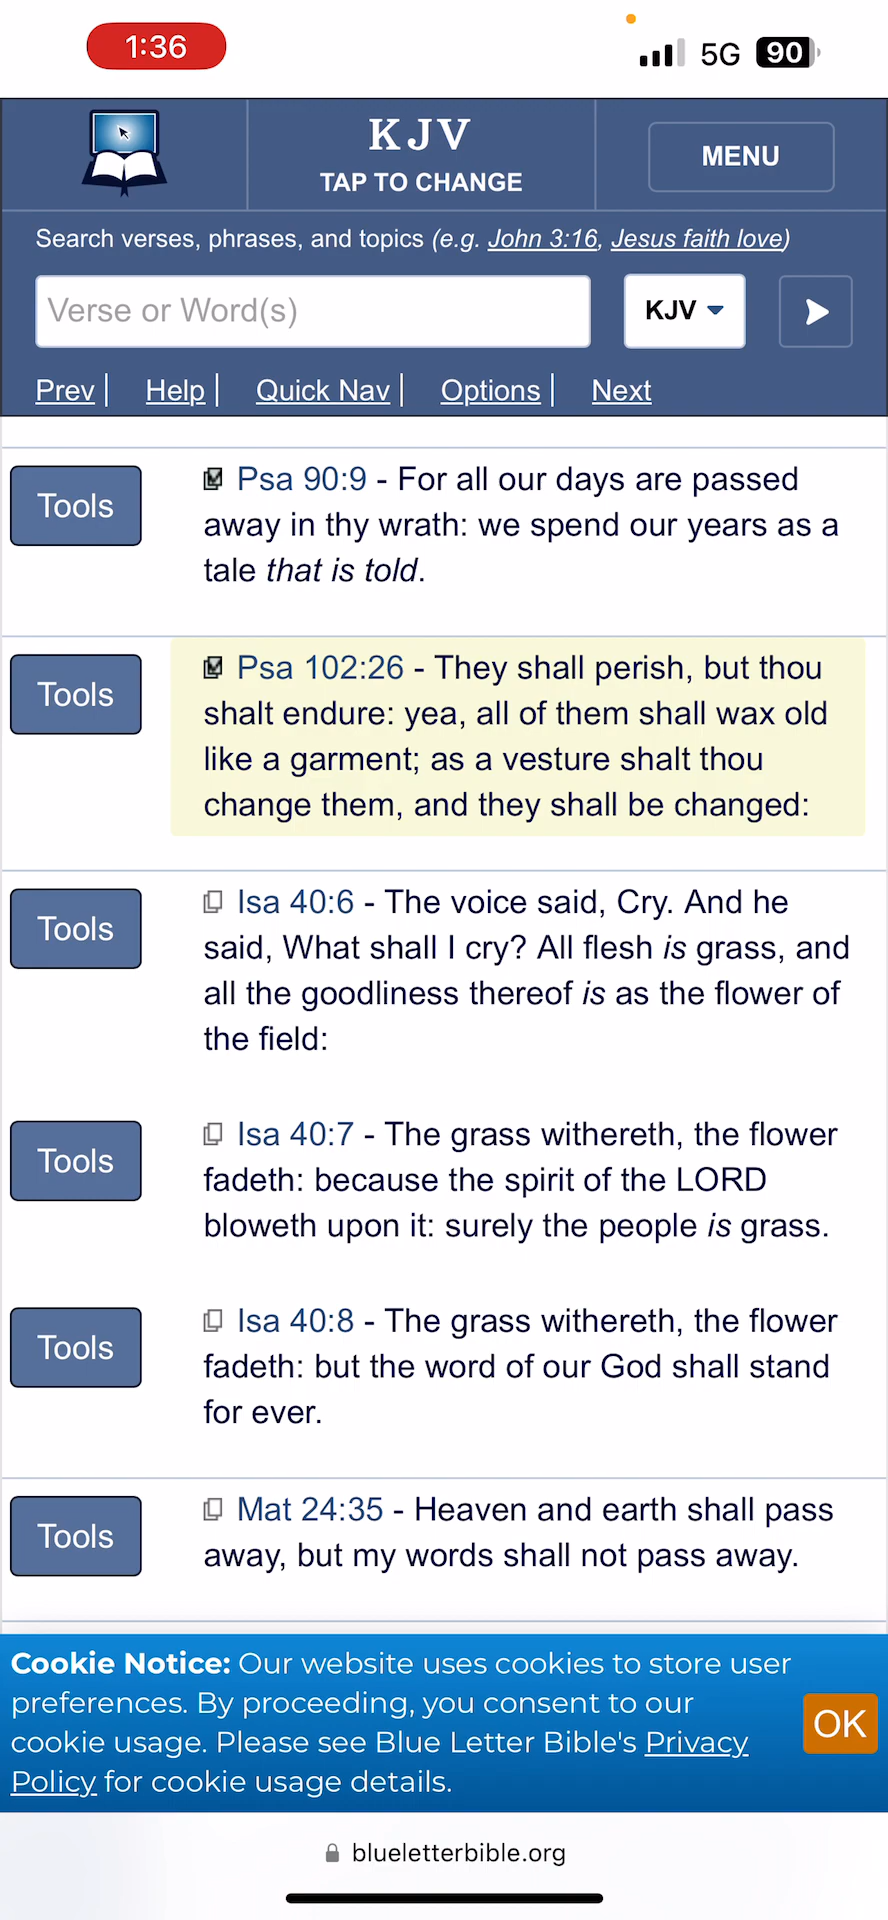 1:36
5G 90
KJV
TAP TO CHANGE
MENU
Search verses, phrases, and topics (e.g. John 3:16, Jesus faith love)
Verse or Word(s)
KJV
Prev | Help | Quick Nav | Options | Next
Tools
Psa 90:9 - For all our days are passed
away in thy wrath: we spend our years as a
tale that is told.
Tools
Psa 102:26 - They shall perish, but thou
shalt endure: yea, all of them shall wax old
like a garment; as a vesture shalt thou
change them, and they shall be changed:
Tools
Isa 40:6 - The voice said, Cry. And he
said, What shall I cry? All flesh is grass, and
all the goodliness thereof is as the flower of
the field:
Tools
Isa 40:7 - The grass withereth, the flower
fadeth: because the spirit of the LORD
bloweth upon it: surely the people is grass.
Tools
Isa 40:8 - The grass withereth, the flower
fadeth: but the word of our God shall stand
for ever.
Tools
Mat 24:35 - Heaven and earth shall pass
away, but my words shall not pass away.
Cookie Notice: Our website uses cookies to store user
preferences. By proceeding, you consent to our
cookie usage. Please see Blue Letter Bible's Privacy
Policy for cookie usage details.
OK
blueletterbible.org